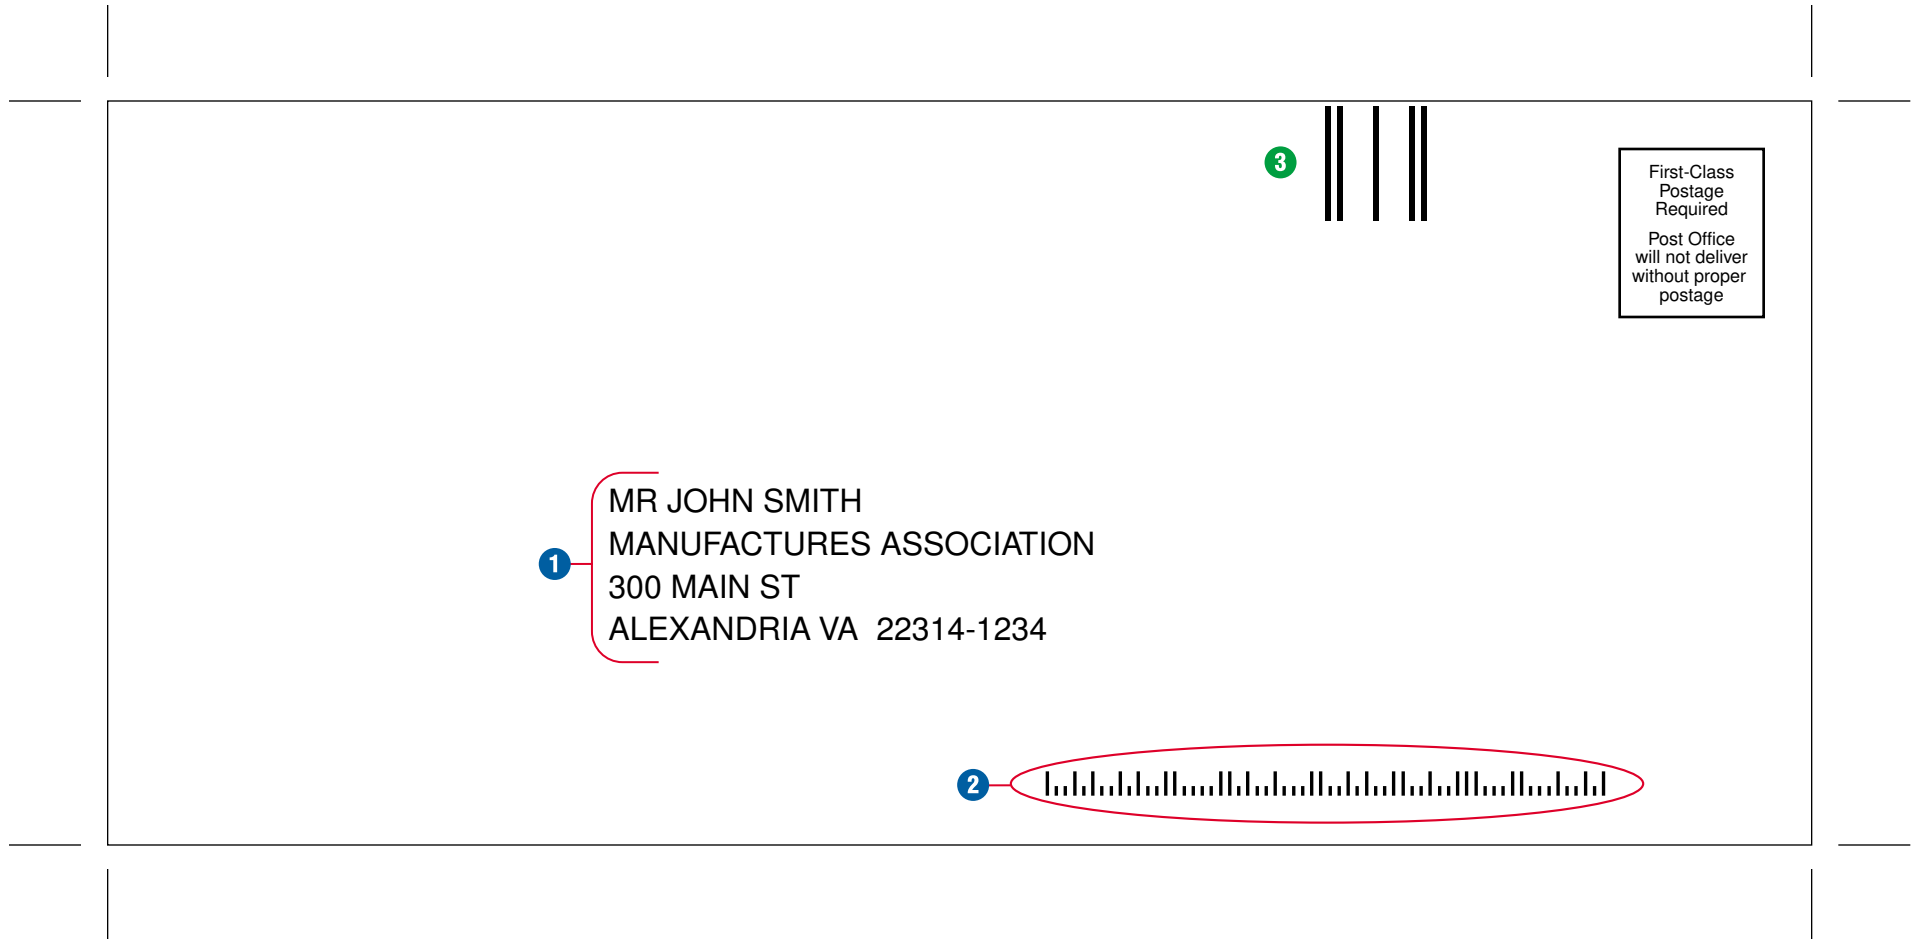 3
First-Class
Postage
Required
Post Office
will not deliver
without proper
postage
1
MR JOHN SMITH
MANUFACTURES ASSOCIATION
300 MAIN ST
ALEXANDRIA VA  22314-1234
2